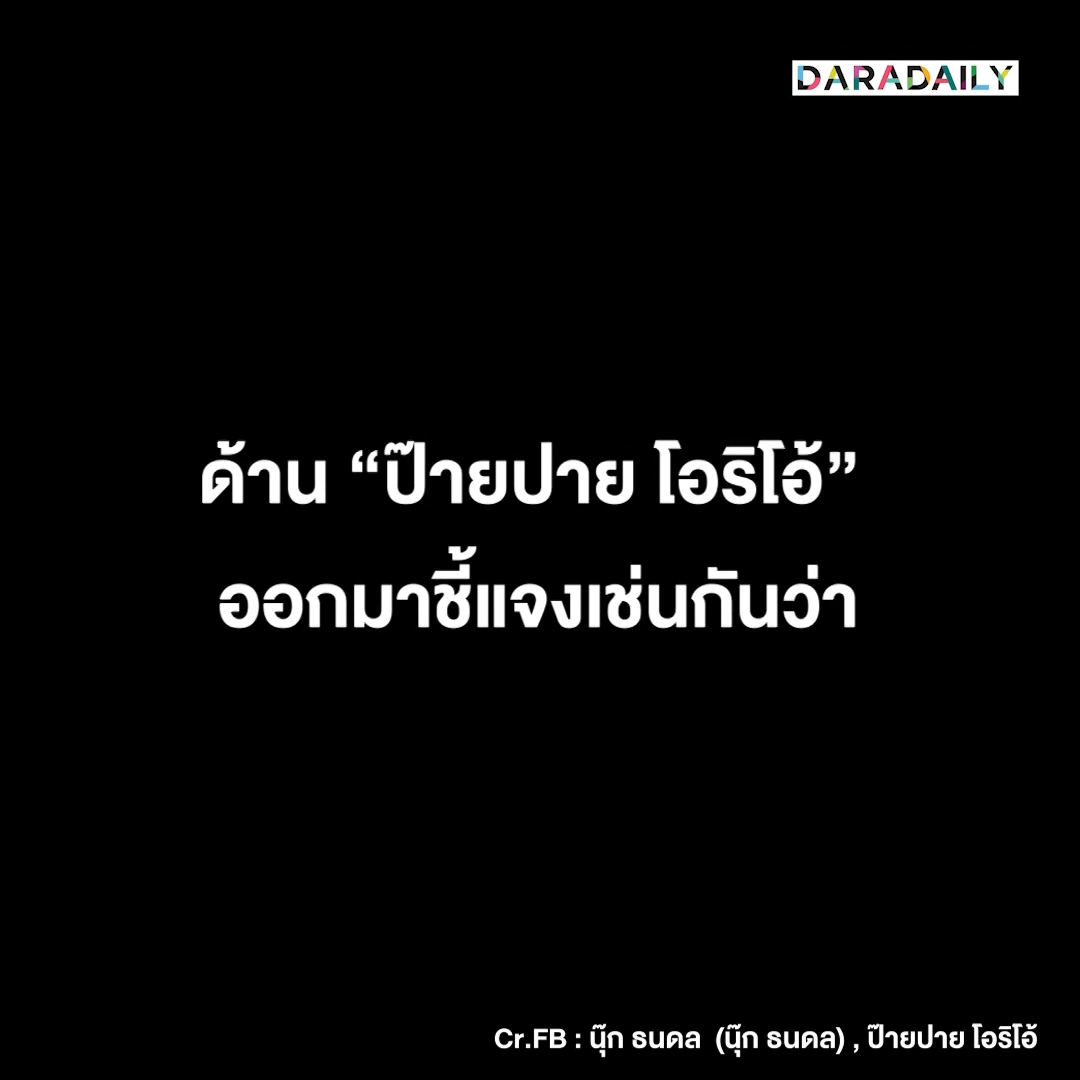 DARADAILY
ด้าน “ป๊ายปาย โอริโอ้”
ออกมาชี้แจงเช่นกันว่า
Cr.FB : นุ๊ก ธนดล (นุ๊ก ธนดล) , ป๊ายปาย โอริโอ้